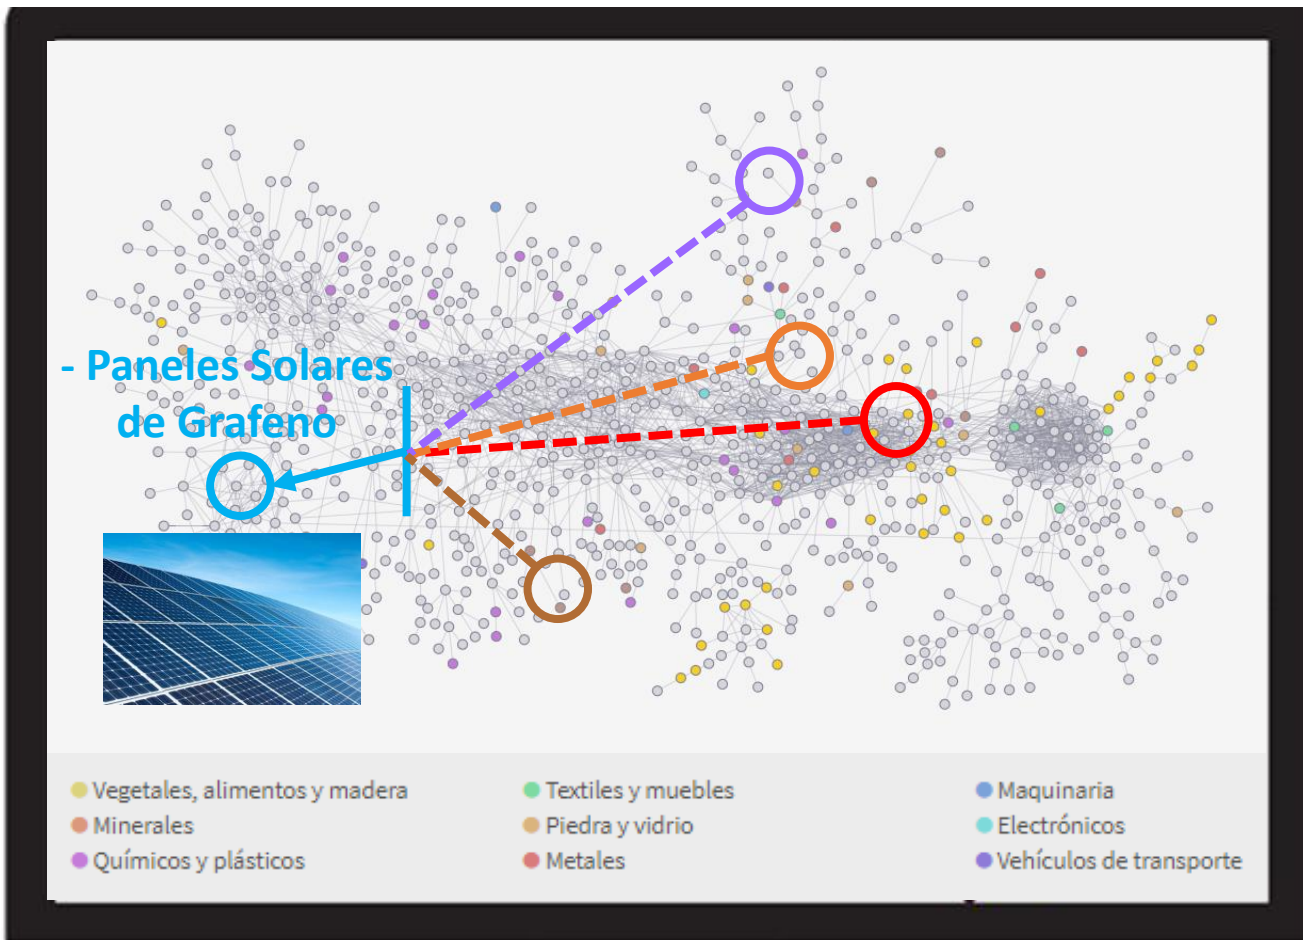 - Paneles Solares
de Grafeno
Vegetales, alimentos y madera
Minerales
Químicos y plásticos
Textiles y muebles
Piedra y vidrio
Metales
Maquinaria
Electrónicos
Vehículos de transporte